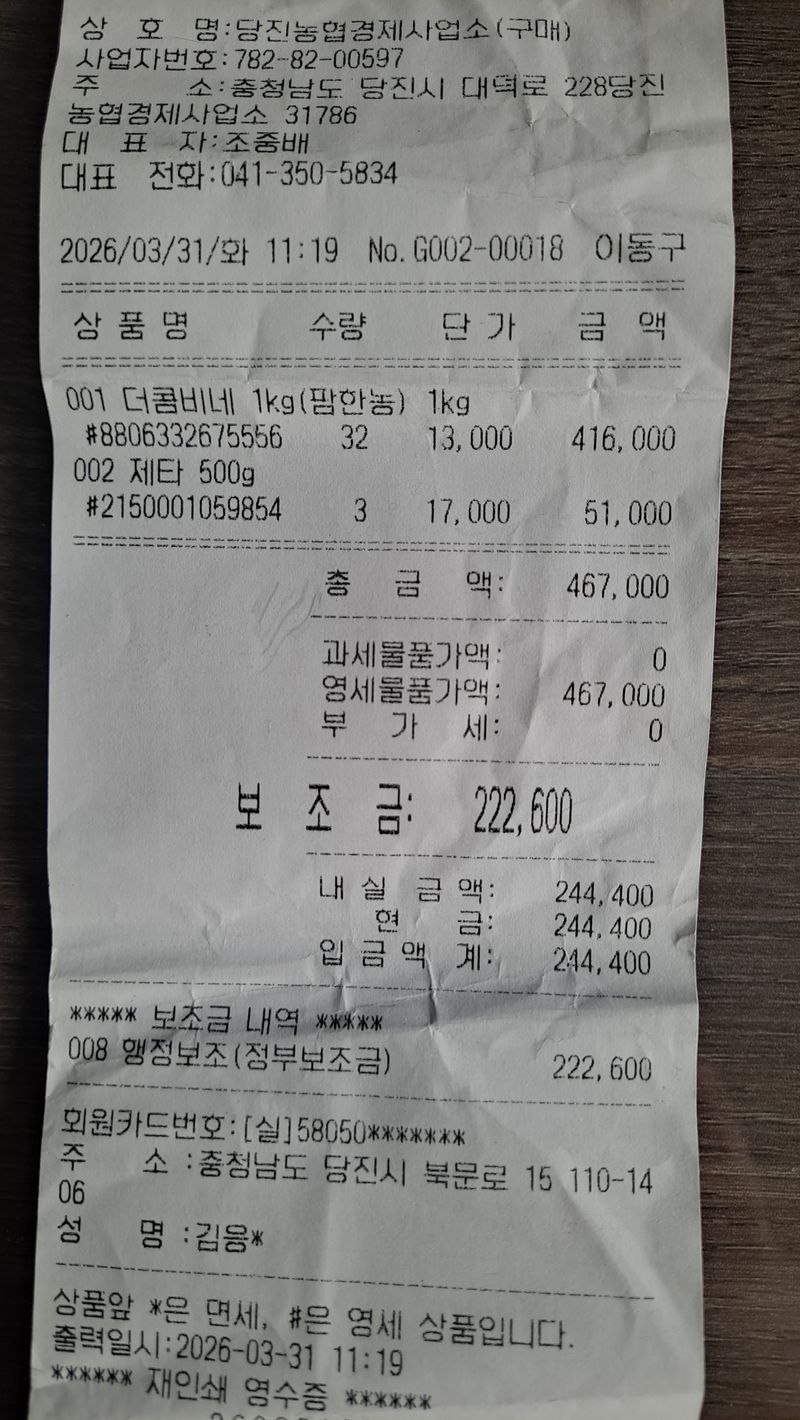 상 호 명:당진농협경제사업소(구매)
사업자번호:782-82-00597
주 소:충청남도 당진시 대덕로 228당진
농협경제사업소 31786
대 표 자:조중배
대표 전화:041-350-5834
2026/03/31/화 11:19 No.G002-00018 이동구
상 품 명 수량 단 가 금 액
001 더콤비네 1kg(팜한농) 1kg
#8806332675556 32 13,000 416,000
002 제타 500g
#2150001059854 3 17,000 51,000
총 금 액: 467,000
과세물품가액: 0
영세물품가액: 467,000
부 가 세: 0
보 조 금: 222,600
내 실 금 액: 244,400
현 금: 244,400
입 금 액 계: 244,400
***** 보조금 내역 *****
008 행정보조(정부보조금) 222,600
회원카드번호:[실]58050*******
주 소 :충청남도 당진시 북문로 15 110-14
06
성 명 :김응*
상품앞 *은 면세, #은 영세 상품입니다.
출력일시:2026-03-31 11:19
****** 재인쇄 영수증 ******